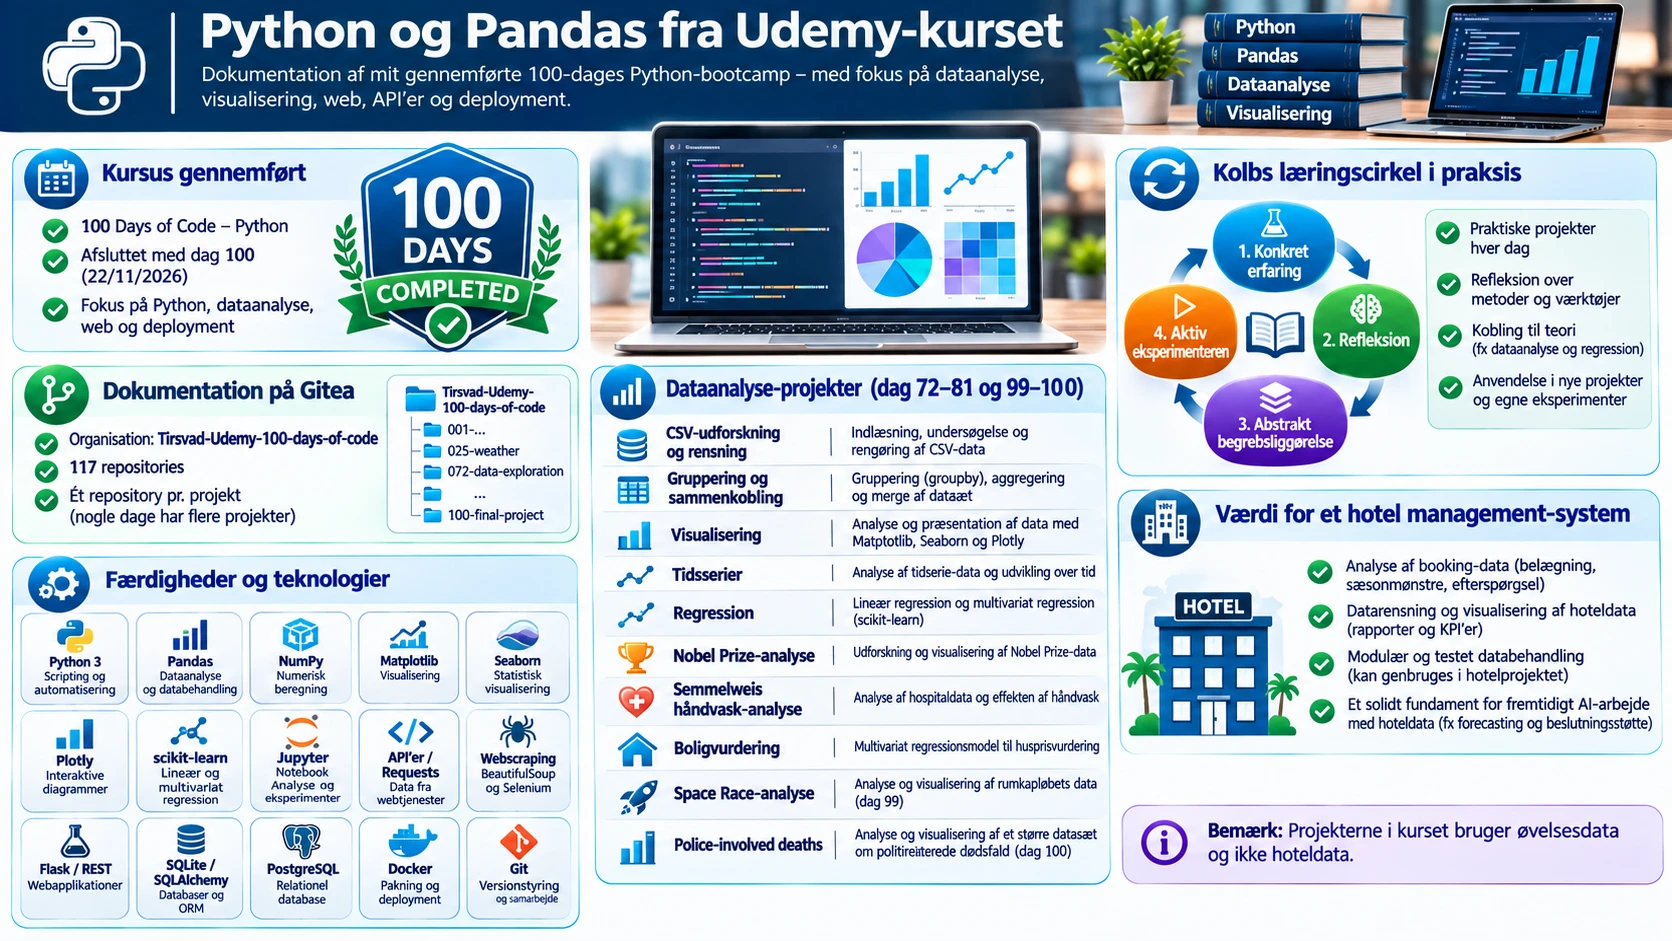 Python og Pandas fra Udemy-kurset
Dokumentation af mit gennemførte 100-dages Python-bootcamp – med fokus på dataanalyse,
visualisering, web, API'er og deployment.
Python
Pandas
Dataanalyse
Visualisering
Kursus gennemført
100 Days of Code – Python
Afsluttet med dag 100
(22/11/2026)
Fokus på Python, dataanalyse,
web og deployment
100
DAYS
COMPLETED
Dokumentation på Gitea
Organisation: Tirsvad-Udemy-100-days-of-code
117 repositories
Ét repository pr. projekt
(nogle dage har flere projekter)
Tirsvad-Udemy-
100-days-of-code
001-...
025-weather
072-data-exploration
...
100-final-project
Færdigheder og teknologier
Python 3
Scripting og
automatisering
Pandas
Dataanalyse
og databehandling
NumPy
Numerisk
beregning
Matplotlib
Visualisering
Seaborn
Statistisk
visualisering
Plotly
Interaktive
diagrammer
scikit-learn
Lineær og
multivariat
regression
Jupyter
Notebook
Analyse og
eksperimenter
API'er /
Requests
Data fra
webtjenester
Webscraping
BeautifulSoup
og Selenium
Flask / REST
Webapplikationer
SQLite /
SQLAlchemy
Databaser og
ORM
PostgreSQL
Relationel
database
Docker
Pakning og
deployment
Git
Versionstyring
og samarbejde
Dataanalyse-projekter (dag 72–81 og 99–100)
CSV-udforskning
og rensning
Indlæsning, undersøgelse og
rengøring af CSV-data
Gruppering og
sammenkobling
Gruppering (groupby), aggregering
og merge af dataæt
Visualisering
Analyse og præsentation af data med
Matptotlib, Seaborn og Plotly
Tidsserier
Analyse af tidserie-data og udvikling over tid
Regression
Lineær regression og multivariat regression
(scikit-learn)
Nobel Prize-analyse
Udforskning og visualisering af Nobel Prize-data
Semmelweis
håndvask-analyse
Analyse af hospitaldata og effekten af håndvask
Boligvurdering
Multivariat regressionsmodel til husprisvurdering
Space Race-analyse
Analyse og visualisering af rumkapløbets data
(dag 99)
Police-involved deaths
Analyse og visualisering af et større datasæt
om dødsfald (dag 100)
Kolbs læringscirkel i praksis
1. Konkret
erfaring
2. Refleksion
3. Abstrakt
begrebsliggørelse
4. Aktiv
eksperimenteren
Praktiske projekter
hver dag
Refleksion over
metoder og værktøjer
Kobling til teori
(fx dataanalyse og regression)
Anvendelse i nye projekter
og egne eksperimenter
Værdi for et hotel management-system
HOTEL
Analyse af booking-data (belægning,
sæsonmønstre, efterspørgsel)
Datarensning og visualisering af hoteldata
(rapporter og KPI'er)
Modulær og testet databehandling
(kan genbruges i hotelprojektet)
Et solidt fundament for fremtidigt AI-arbejde
med hoteldata (fx forecasting og beslutningsstøtte)
Bemærk: Projekterne i kurset bruger øvelsesdata
og ikke hoteldata.